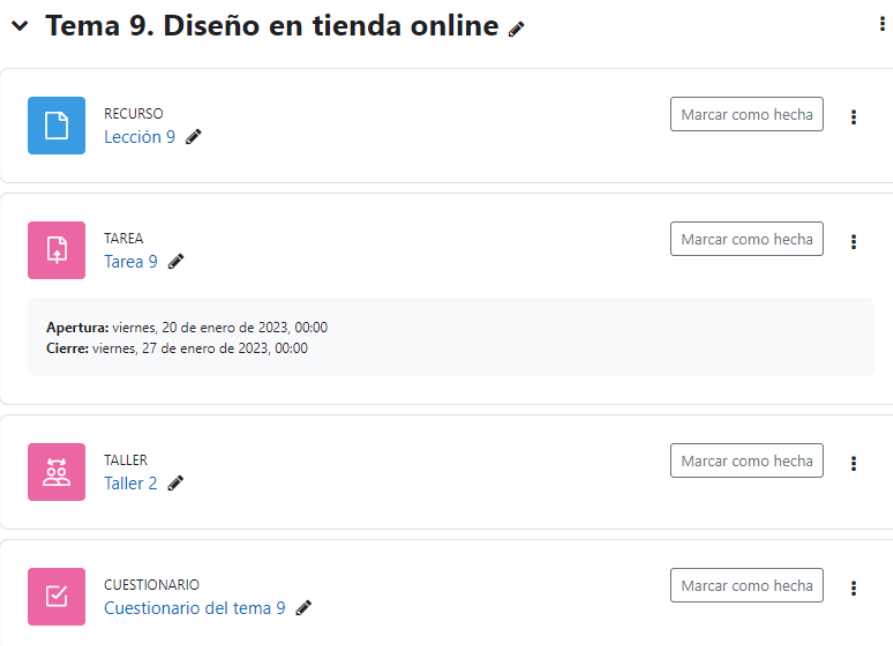 Tema 9. Diseño en tienda online
RECURSO
Lección 9
Marcar como hecha
TAREA
Tarea 9
Marcar como hecha
Apertura: viernes, 20 de enero de 2023, 00:00
Cierre: viernes, 27 de enero de 2023, 00:00
TALLER
Taller 2
Marcar como hecha
CUESTIONARIO
Cuestionario del tema 9
Marcar como hecha